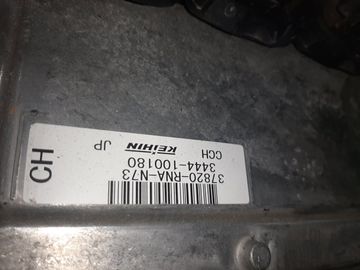 37820-RNA-N73
3444-100180
CCH
KEIHIN JP
CH